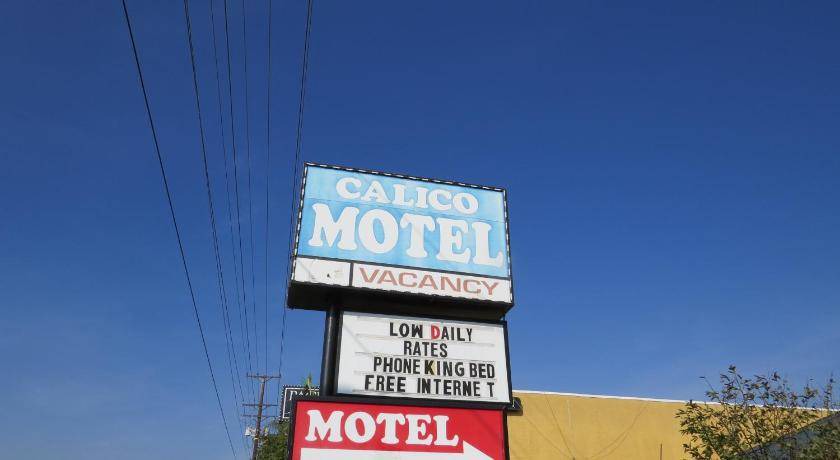 CALICO
MOTEL
VACANCY
LOW DAILY
RATES
PHONE KING BED
FREE INTERNET
MOTEL